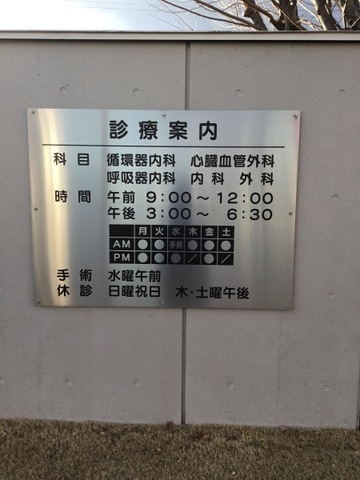 診療案内
科目 循環器内科 心臓血管外科
呼吸器内科 内科 外科
時間 午前 9:00～12:00
午後 3:00～ 6:30
月 火 水 木 金 土
AM ● ● 手術 ● ● ●
PM ● ● ● ／ ● ／
手術 水曜午前
休診 日曜祝日 木・土曜午後